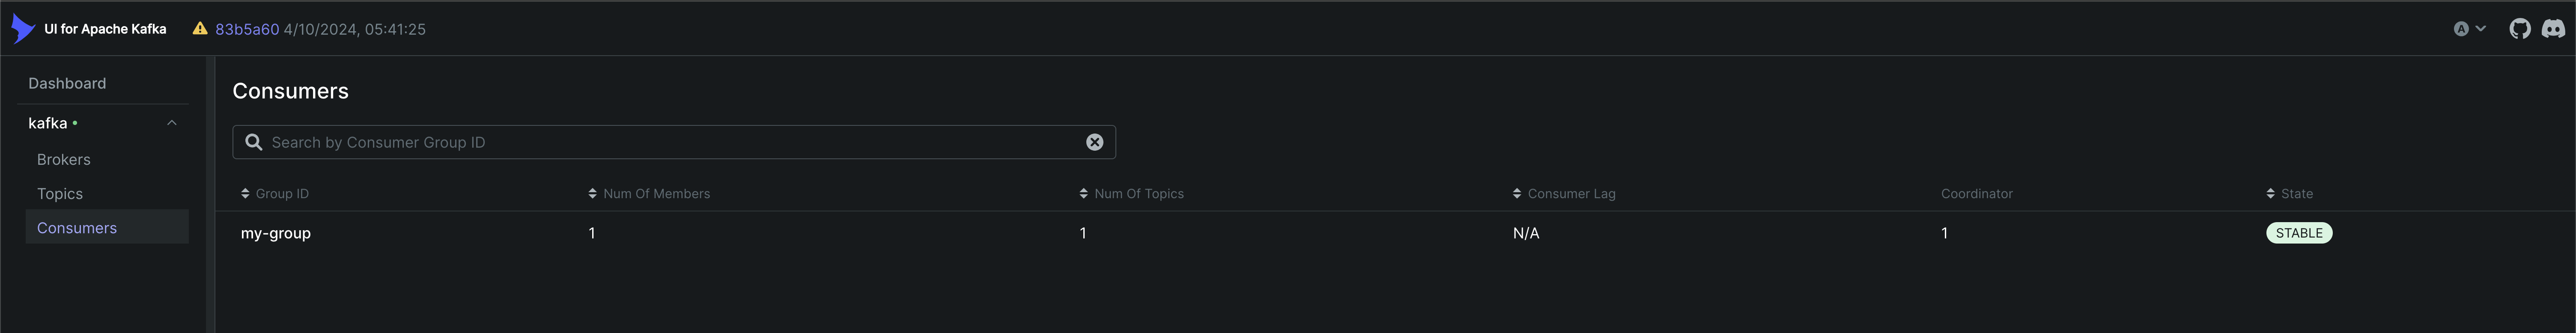 UI for Apache Kafka 83b5a60 4/10/2024, 05:41:25 A
Dashboard
kafka
Brokers
Topics
Consumers
Consumers
Search by Consumer Group ID
Group ID Num Of Members Num Of Topics Consumer Lag Coordinator State
my-group 1 1 N/A 1 STABLE